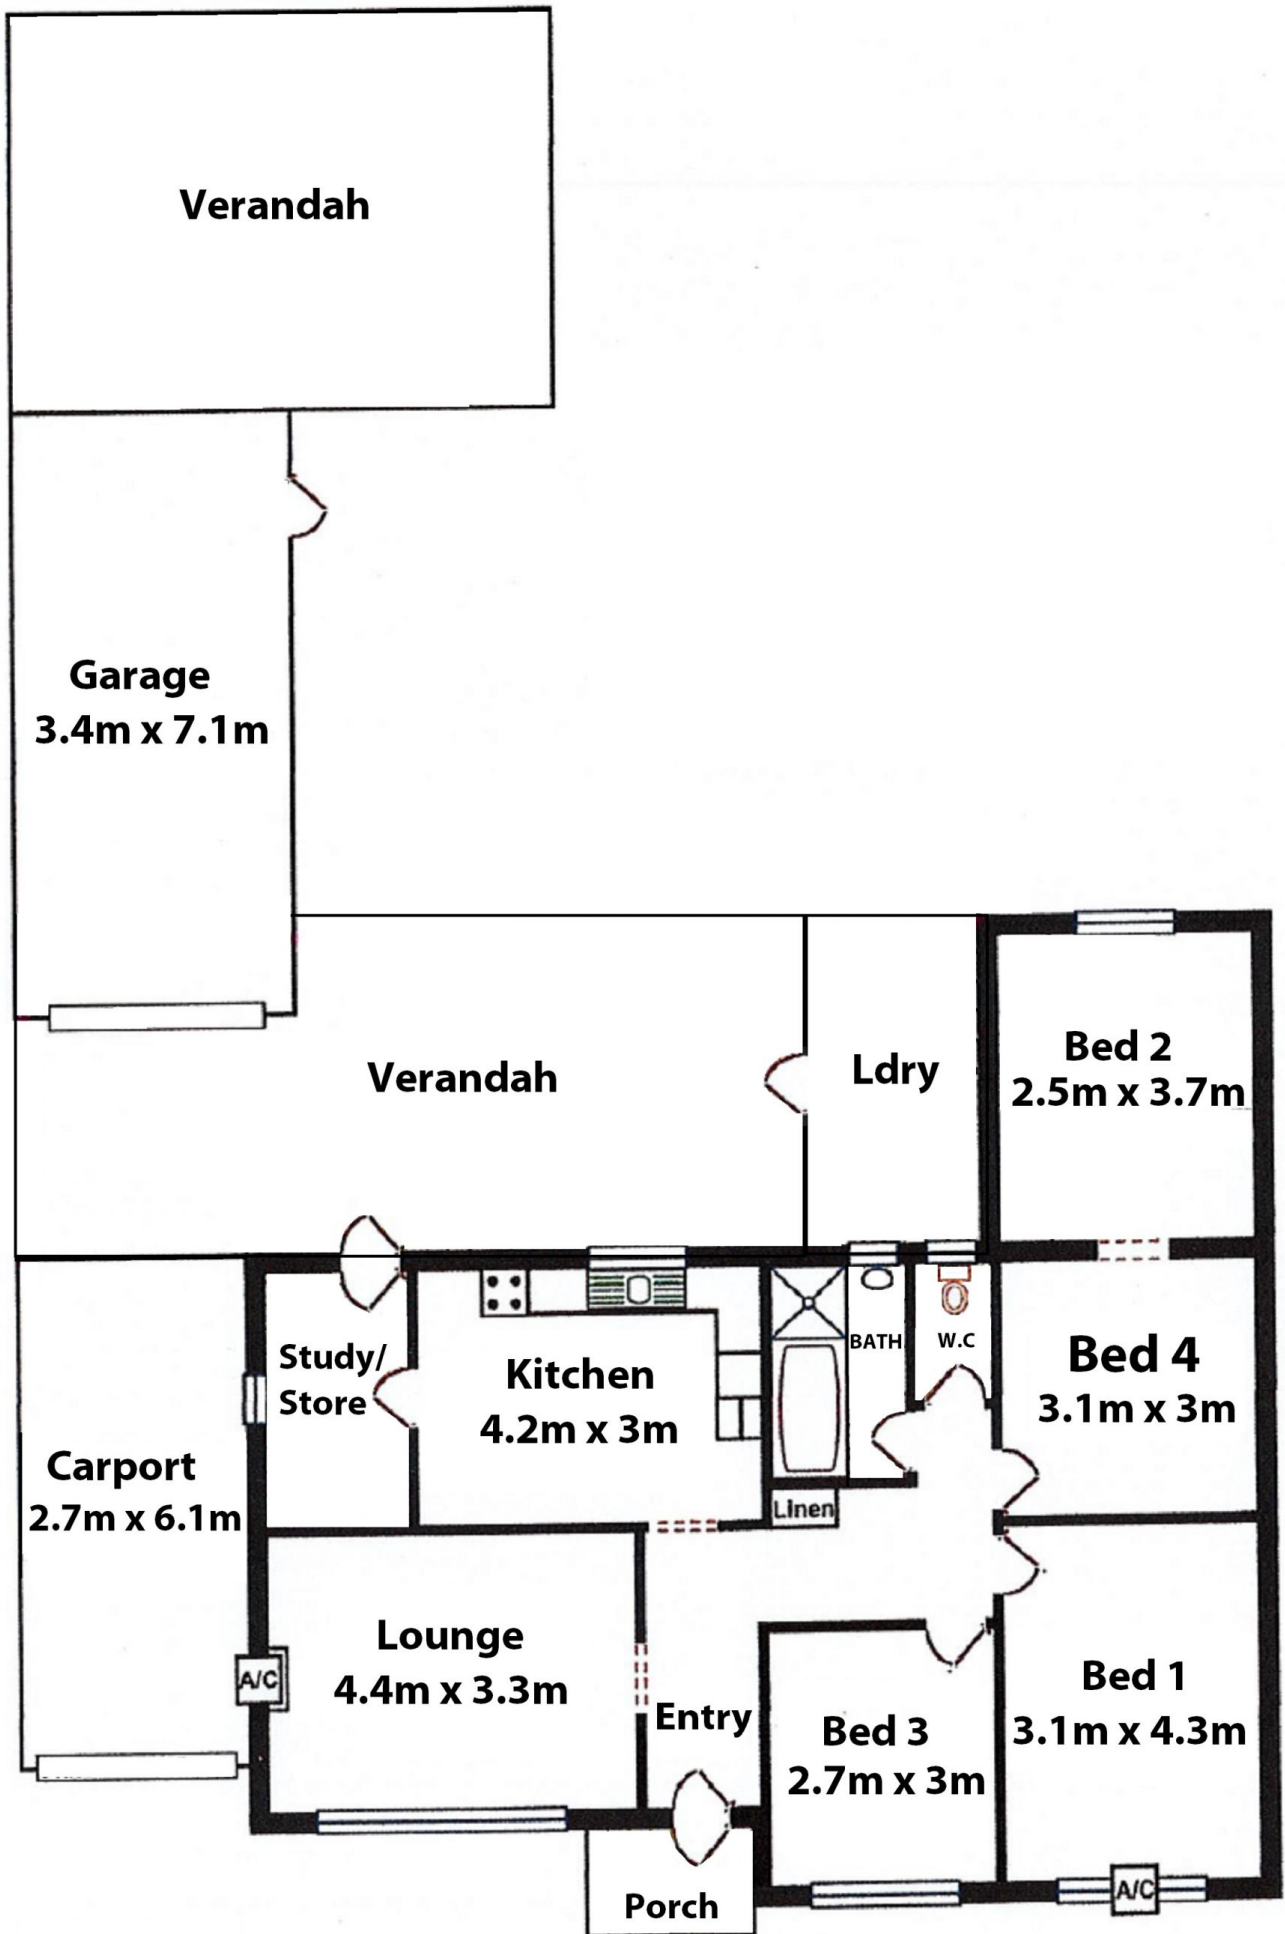 Verandah
Garage
3.4m x 7.1m
Verandah
Ldry
Bed 2
2.5m x 3.7m
Study/
Store
Kitchen
4.2m x 3m
BATH
W.C
Bed 4
3.1m x 3m
Carport
2.7m x 6.1m
Linen
Lounge
4.4m x 3.3m
A/C
Entry
Bed 3
2.7m x 3m
Bed 1
3.1m x 4.3m
A/C
Porch